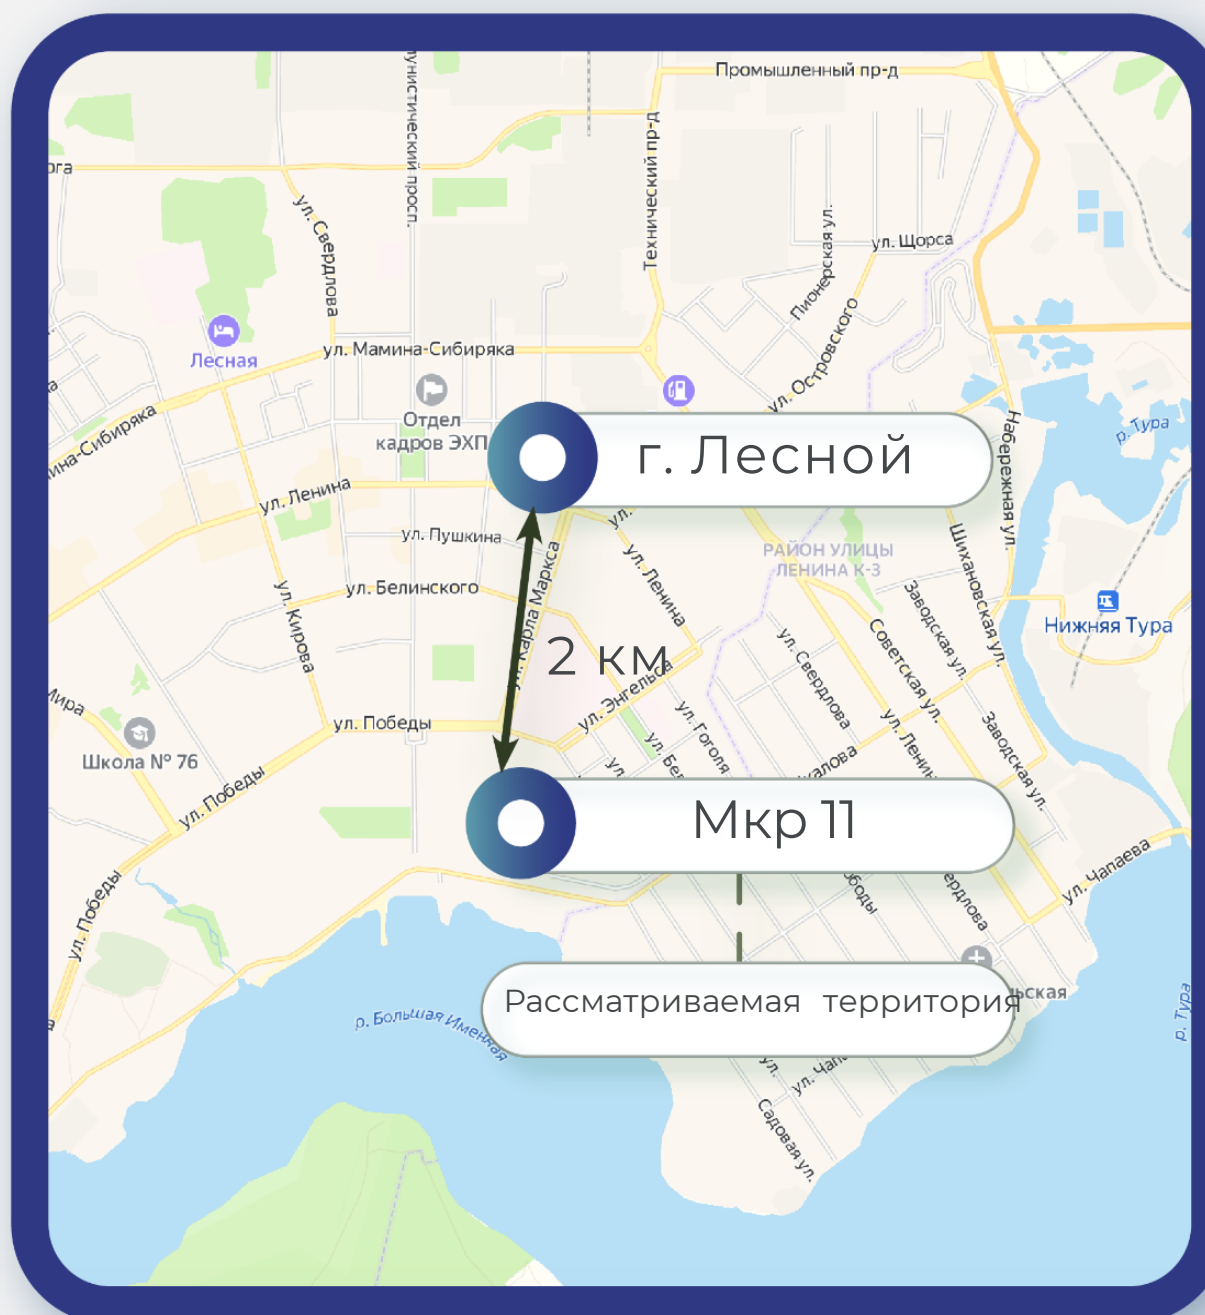 Промышленный пр-д
ул. Свердлова
Технический пр-д
Пионерская ул.
ул. Щорса
ул. Островского
Лесная
ул. Мамина-Сибиряка
Отдел
кадров ЭХП
г. Лесной
Набережная ул.
р. Тура
ул. Ленина
ул. Пушкина
ул. Карла Маркса
ул. Ленина
РАЙОН УЛИЦЫ
ЛЕНИНА К-3
Шихановская ул.
ул. Белинского
ул. Кирова
Заводская ул.
Нижняя Тура
2 км
ул. Энгельса
ул. Свердлова
Советская ул.
ул. Победы
ул. Гоголя
Заводская ул.
Школа № 76
ул. Победы
Мкр 11
ул. Победы
ул. Чапаева
Рассматриваемая территория
р. Большая Именная
р. Тура
Садовая ул.